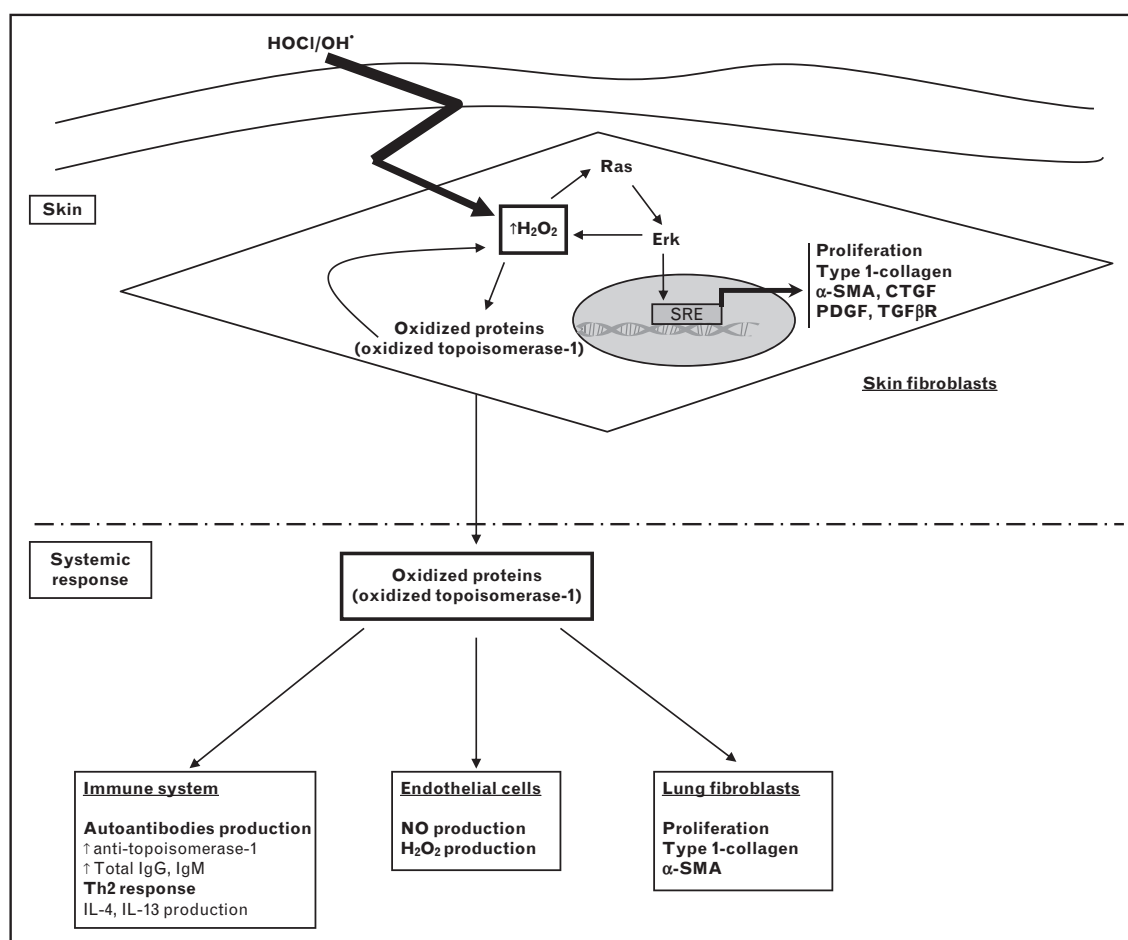 HOCl/OH•
Skin
Ras
↑H₂O₂
Erk
Proliferation
Type 1-collagen
α-SMA, CTGF
PDGF, TGFβR
SRE
Oxidized proteins
(oxidized topoisomerase-1)
Skin fibroblasts
Systemic
response
Oxidized proteins
(oxidized topoisomerase-1)
Immune system
Autoantibodies production
↑ anti-topoisomerase-1
↑ Total IgG, IgM
Th2 response
IL-4, IL-13 production
Endothelial cells
NO production
H₂O₂ production
Lung fibroblasts
Proliferation
Type 1-collagen
α-SMA